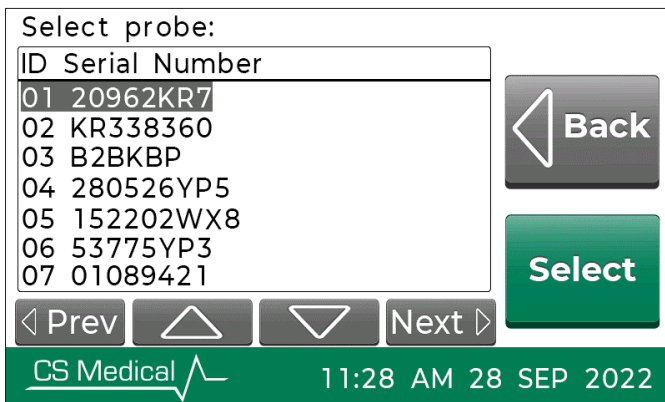 Select probe:
ID Serial Number
01 20962KR7
02 KR338360
03 B2BKBP
04 280526YP5
05 152202WX8
06 53775YP3
07 01089421
Back
Select
Prev
Next
CS Medical
11:28 AM 28 SEP 2022